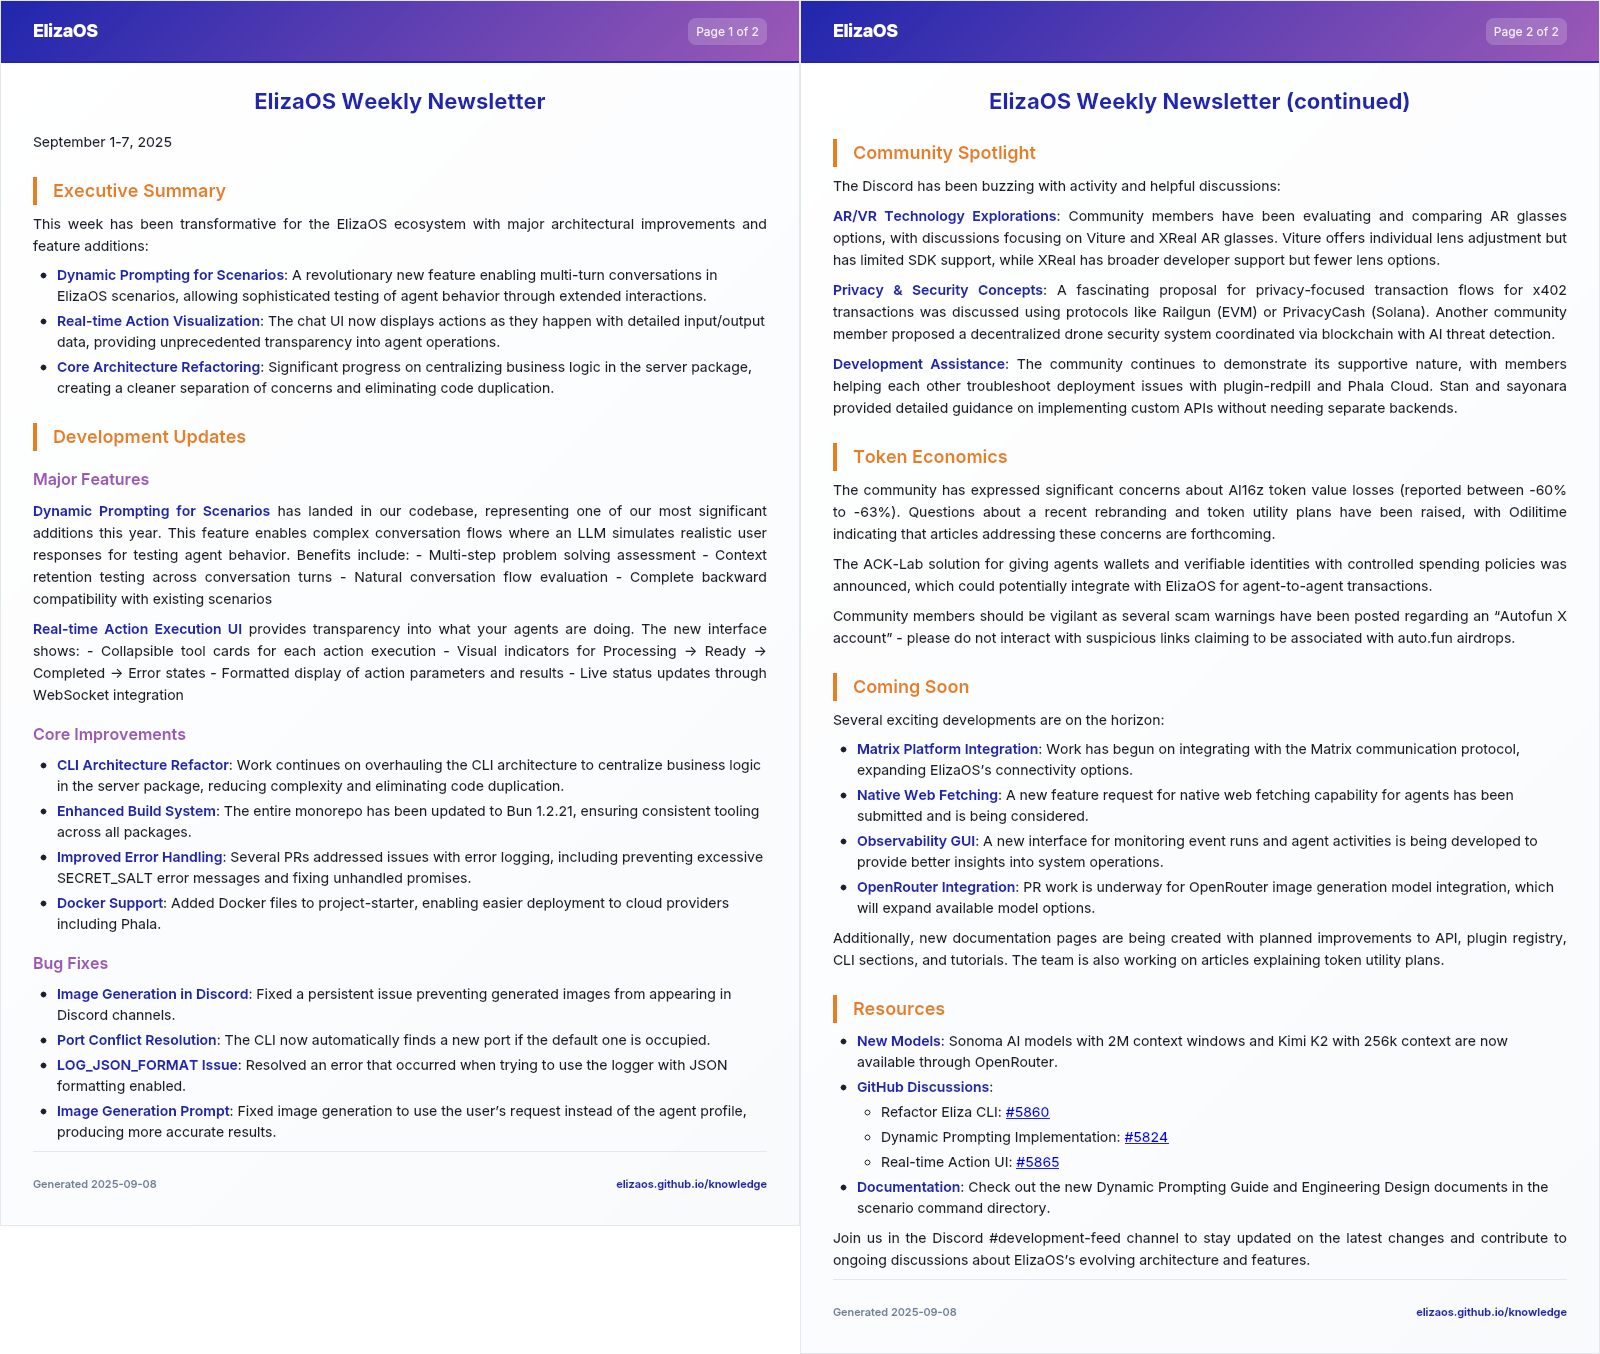 ElizaOS
Page 1 of 2
ElizaOS Weekly Newsletter
September 1-7, 2025
Executive Summary
This week has been transformative for the ElizaOS ecosystem with major architectural improvements and
feature additions:
• Dynamic Prompting for Scenarios: A revolutionary new feature enabling multi-turn conversations in
ElizaOS scenarios, allowing sophisticated testing of agent behavior through extended interactions.
• Real-time Action Visualization: The chat UI now displays actions as they happen with detailed input/output
data, providing unprecedented transparency into agent operations.
• Core Architecture Refactoring: Significant progress on centralizing business logic in the server package,
creating a cleaner separation of concerns and eliminating code duplication.
Development Updates
Major Features
Dynamic Prompting for Scenarios has landed in our codebase, representing one of our most significant
additions this year. This feature enables complex conversation flows where an LLM simulates realistic user
responses for testing agent behavior. Benefits include: - Multi-step problem solving assessment - Context
retention testing across conversation turns - Natural conversation flow evaluation - Complete backward
compatibility with existing scenarios
Real-time Action Execution UI provides transparency into what your agents are doing. The new interface
shows: - Collapsible tool cards for each action execution - Visual indicators for Processing → Ready →
Completed → Error states - Formatted display of action parameters and results - Live status updates through
WebSocket integration
Core Improvements
• CLI Architecture Refactor: Work continues on overhauling the CLI architecture to centralize business logic
in the server package, reducing complexity and eliminating code duplication.
• Enhanced Build System: The entire monorepo has been updated to Bun 1.2.21, ensuring consistent tooling
across all packages.
• Improved Error Handling: Several PRs addressed issues with error logging, including preventing excessive
SECRET_SALT error messages and fixing unhandled promises.
• Docker Support: Added Docker files to project-starter, enabling easier deployment to cloud providers
including Phala.
Bug Fixes
• Image Generation in Discord: Fixed a persistent issue preventing generated images from appearing in
Discord channels.
• Port Conflict Resolution: The CLI now automatically finds a new port if the default one is occupied.
• LOG_JSON_FORMAT Issue: Resolved an error that occurred when trying to use the logger with JSON
formatting enabled.
• Image Generation Prompt: Fixed image generation to use the user’s request instead of the agent profile,
producing more accurate results.
Generated 2025-09-08
elizaos.github.io/knowledge
ElizaOS
Page 2 of 2
ElizaOS Weekly Newsletter (continued)
Community Spotlight
The Discord has been buzzing with activity and helpful discussions:
AR/VR Technology Explorations: Community members have been evaluating and comparing AR glasses
options, with discussions focusing on Viture and XReal AR glasses. Viture offers individual lens adjustment but
has limited SDK support, while XReal has broader developer support but fewer lens options.
Privacy & Security Concepts: A fascinating proposal for privacy-focused transaction flows for x402
transactions was discussed using protocols like Railgun (EVM) or PrivacyCash (Solana). Another community
member proposed a decentralized drone security system coordinated via blockchain with AI threat detection.
Development Assistance: The community continues to demonstrate its supportive nature, with members
helping each other troubleshoot deployment issues with plugin-redpill and Phala Cloud. Stan and sayonara
provided detailed guidance on implementing custom APIs without needing separate backends.
Token Economics
The community has expressed significant concerns about AI16z token value losses (reported between -60%
to -63%). Questions about a recent rebranding and token utility plans have been raised, with Odilitime
indicating that articles addressing these concerns are forthcoming.
The ACK-Lab solution for giving agents wallets and verifiable identities with controlled spending policies was
announced, which could potentially integrate with ElizaOS for agent-to-agent transactions.
Community members should be vigilant as several scam warnings have been posted regarding an “Autofun X
account” - please do not interact with suspicious links claiming to be associated with auto.fun airdrops.
Coming Soon
Several exciting developments are on the horizon:
• Matrix Platform Integration: Work has begun on integrating with the Matrix communication protocol,
expanding ElizaOS’s connectivity options.
• Native Web Fetching: A new feature request for native web fetching capability for agents has been
submitted and is being considered.
• Observability GUI: A new interface for monitoring event runs and agent activities is being developed to
provide better insights into system operations.
• OpenRouter Integration: PR work is underway for OpenRouter image generation model integration, which
will expand available model options.
Additionally, new documentation pages are being created with planned improvements to API, plugin registry,
CLI sections, and tutorials. The team is also working on articles explaining token utility plans.
Resources
• New Models: Sonoma AI models with 2M context windows and Kimi K2 with 256k context are now
available through OpenRouter.
• GitHub Discussions:
◦ Refactor Eliza CLI: #5860
◦ Dynamic Prompting Implementation: #5824
◦ Real-time Action UI: #5865
• Documentation: Check out the new Dynamic Prompting Guide and Engineering Design documents in the
scenario command directory.
Join us in the Discord #development-feed channel to stay updated on the latest changes and contribute to
ongoing discussions about ElizaOS’s evolving architecture and features.
Generated 2025-09-08
elizaos.github.io/knowledge